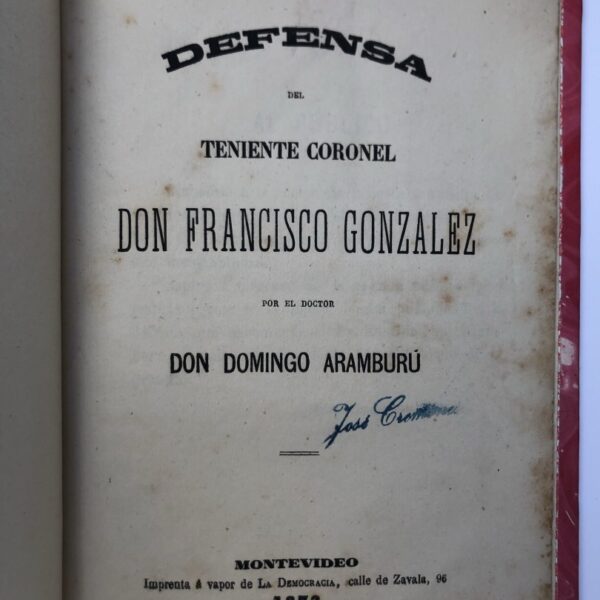 DEFENSA
DEL
TENIENTE CORONEL
DON FRANCISCO GONZALEZ
POR EL DOCTOR
DON DOMINGO ARAMBURÚ
José
MONTEVIDEO
Imprenta á vapor de LA DEMOCRACIA, calle de Zavala, 96